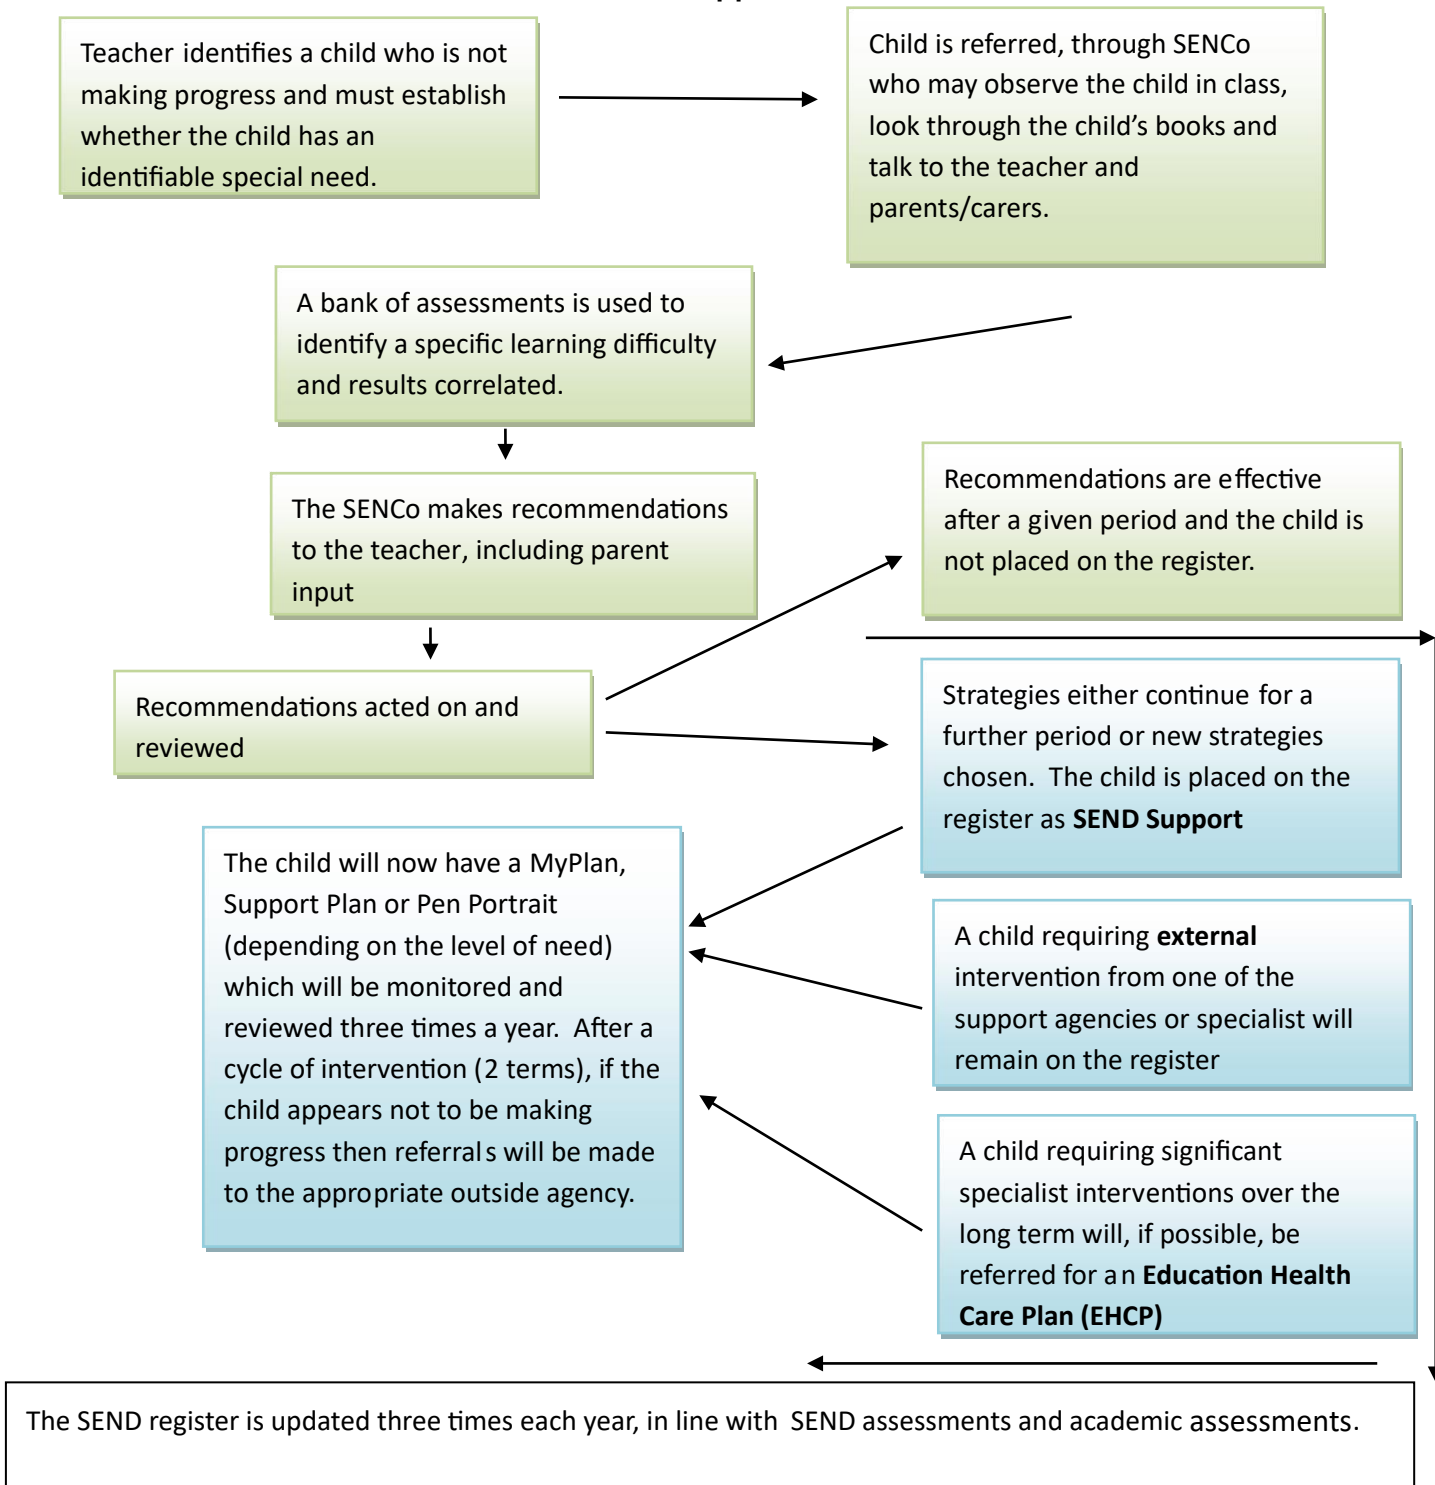 Teacher identifies a child who is not
making progress and must establish
whether the child has an
identifiable special need.
Child is referred, through SENCo
who may observe the child in class,
look through the child's books and
talk to the teacher and
parents/carers.
A bank of assessments is used to
identify a specific learning difficulty
and results correlated.
The SENCo makes recommendations
to the teacher, including parent
input
Recommendations are effective
after a given period and the child is
not placed on the register.
Recommendations acted on and
reviewed
Strategies either continue for a
further period or new strategies
chosen. The child is placed on the
register as SEND Support
The child will now have a MyPlan,
Support Plan or Pen Portrait
(depending on the level of need)
which will be monitored and
reviewed three times a year. After a
cycle of intervention (2 terms), if the
child appears not to be making
progress then referrals will be made
to the appropriate outside agency.
A child requiring external
intervention from one of the
support agencies or specialist will
remain on the register
A child requiring significant
specialist interventions over the
long term will, if possible, be
referred for an Education Health
Care Plan (EHCP)
The SEND register is updated three times each year, in line with SEND assessments and academic assessments.